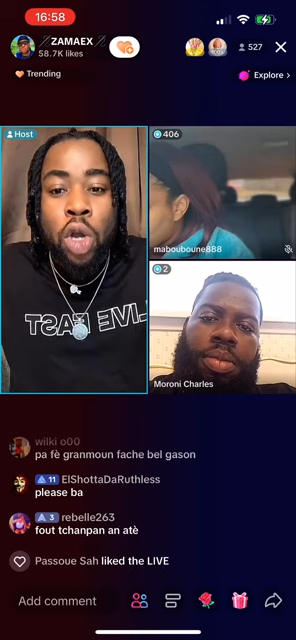 16:58
ZAMAEX
58.7K likes
527
Trending
Explore >
Host
406
LIVE FAST
mabouboune888
2
Moroni Charles
wilki o00
pa fè granmoun fache bel gason
11 ElShottaDaRuthless
please ba
3 rebelle263
fout tchanpan an atè
Passoue Sah liked the LIVE
Add comment